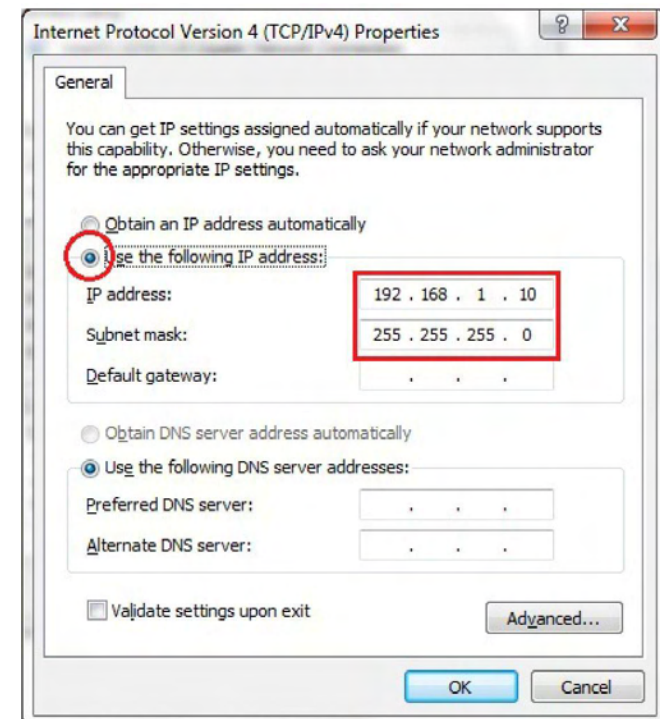 Internet Protocol Version 4 (TCP/IPv4) Properties
General
You can get IP settings assigned automatically if your network supports
this capability. Otherwise, you need to ask your network administrator
for the appropriate IP settings.
Obtain an IP address automatically
Use the following IP address:
IP address: 192 . 168 . 1 . 10
Subnet mask: 255 . 255 . 255 . 0
Default gateway: . . .
Obtain DNS server address automatically
Use the following DNS server addresses:
Preferred DNS server: . . .
Alternate DNS server: . . .
Validate settings upon exit
Advanced...
OK Cancel